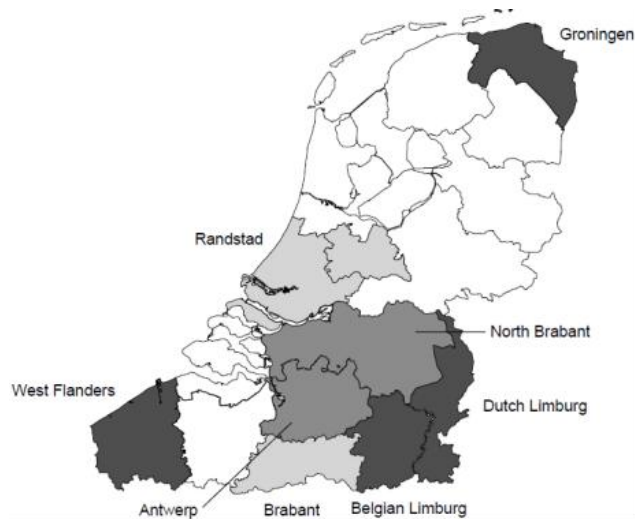 Groningen
Randstad
North Brabant
West Flanders
Dutch Limburg
Antwerp
Brabant
Belgian Limburg